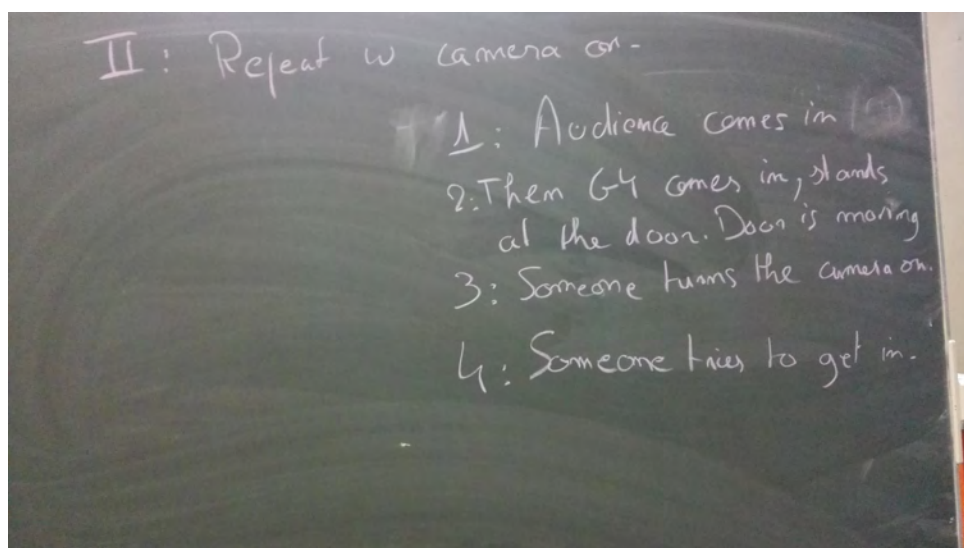 II: Repeat w camera on.
1: Audience comes in
2: Then G4 comes in, stands
at the door. Door is moving
3: Someone turns the camera on.
4: Someone tries to get in.